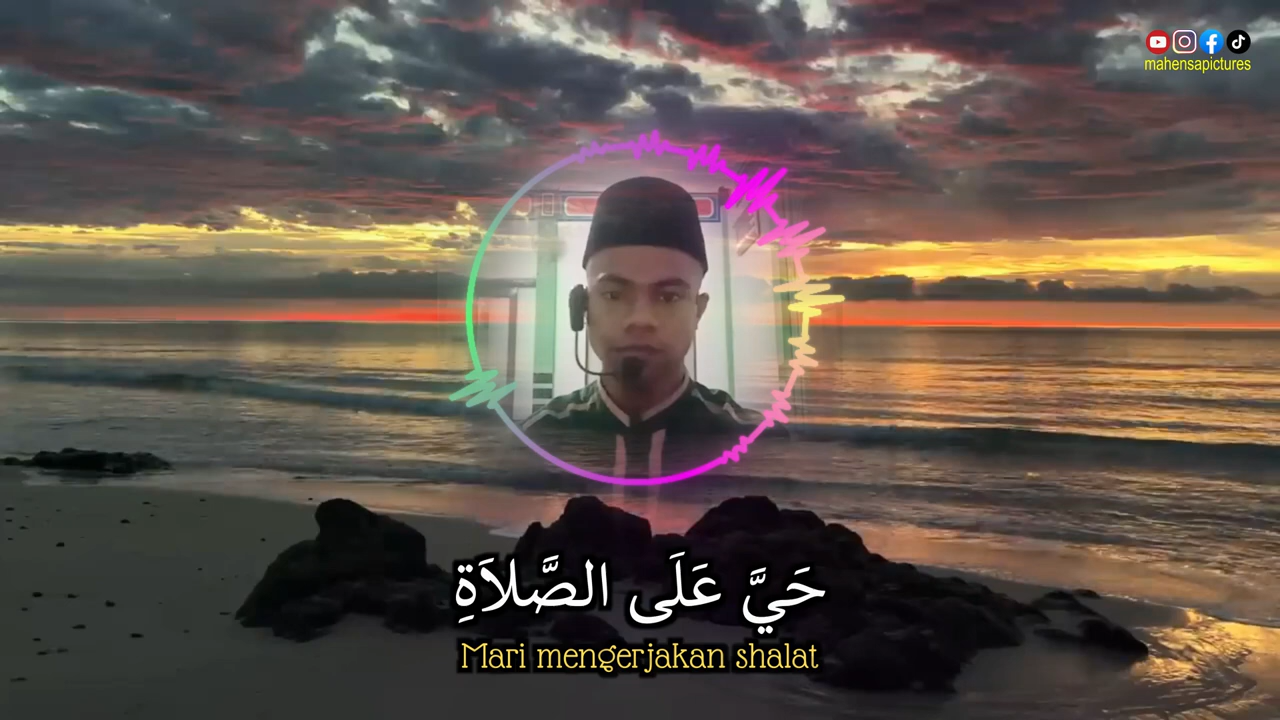 mahensapictures
حَيَّ عَلَى الصَّلاَةِ
Mari mengerjakan shalat